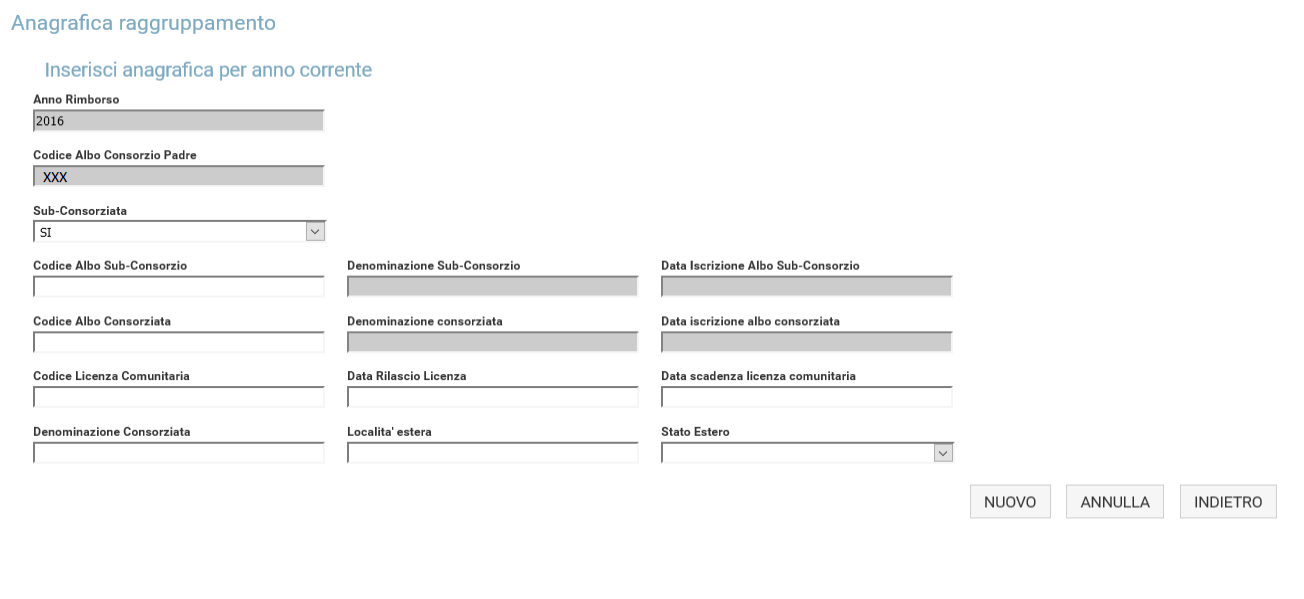 Anagrafica raggruppamento
Inserisci anagrafica per anno corrente
Anno Rimborso
2016
Codice Albo Consorzio Padre
XXX
Sub-Consorziata
SI
Codice Albo Sub-Consorzio Denominazione Sub-Consorzio Data Iscrizione Albo Sub-Consorzio
Codice Albo Consorziata Denominazione consorziata Data iscrizione albo consorziata
Codice Licenza Comunitaria Data Rilascio Licenza Data scadenza licenza comunitaria
Denominazione Consorziata Localita' estera Stato Estero
NUOVO ANNULLA INDIETRO